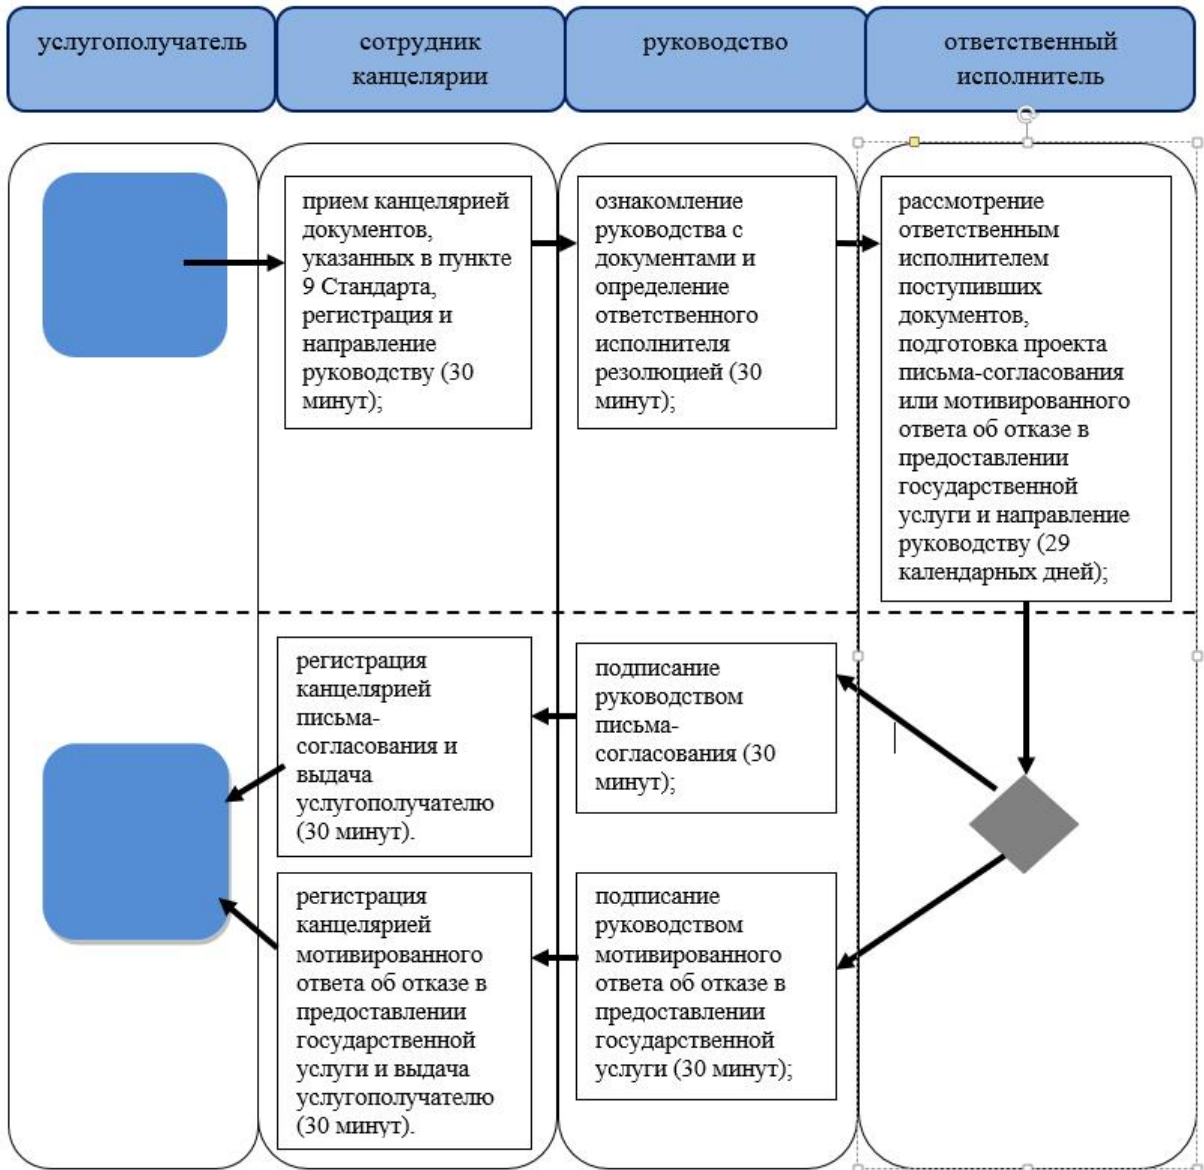 услугополучатель
сотрудник
канцелярии
руководство
ответственный
исполнитель
прием канцелярией
документов,
указанных в пункте
9 Стандарта,
регистрация и
направление
руководству (30
минут);
ознакомление
руководства с
документами и
определение
ответственного
исполнителя
резолюцией (30
минут);
рассмотрение
ответственным
исполнителем
поступивших
документов,
подготовка проекта
письма-согласования
или мотивированного
ответа об отказе в
предоставлении
государственной
услуги и направление
руководству (29
календарных дней);
регистрация
канцелярией
письма-
согласования и
выдача
услугополучателю
(30 минут).
подписание
руководством
письма-
согласования (30
минут);
регистрация
канцелярией
мотивированного
ответа об отказе в
предоставлении
государственной
услуги и выдача
услугополучателю
(30 минут).
подписание
руководством
мотивированного
ответа об отказе в
предоставлении
государственной
услуги (30 минут);